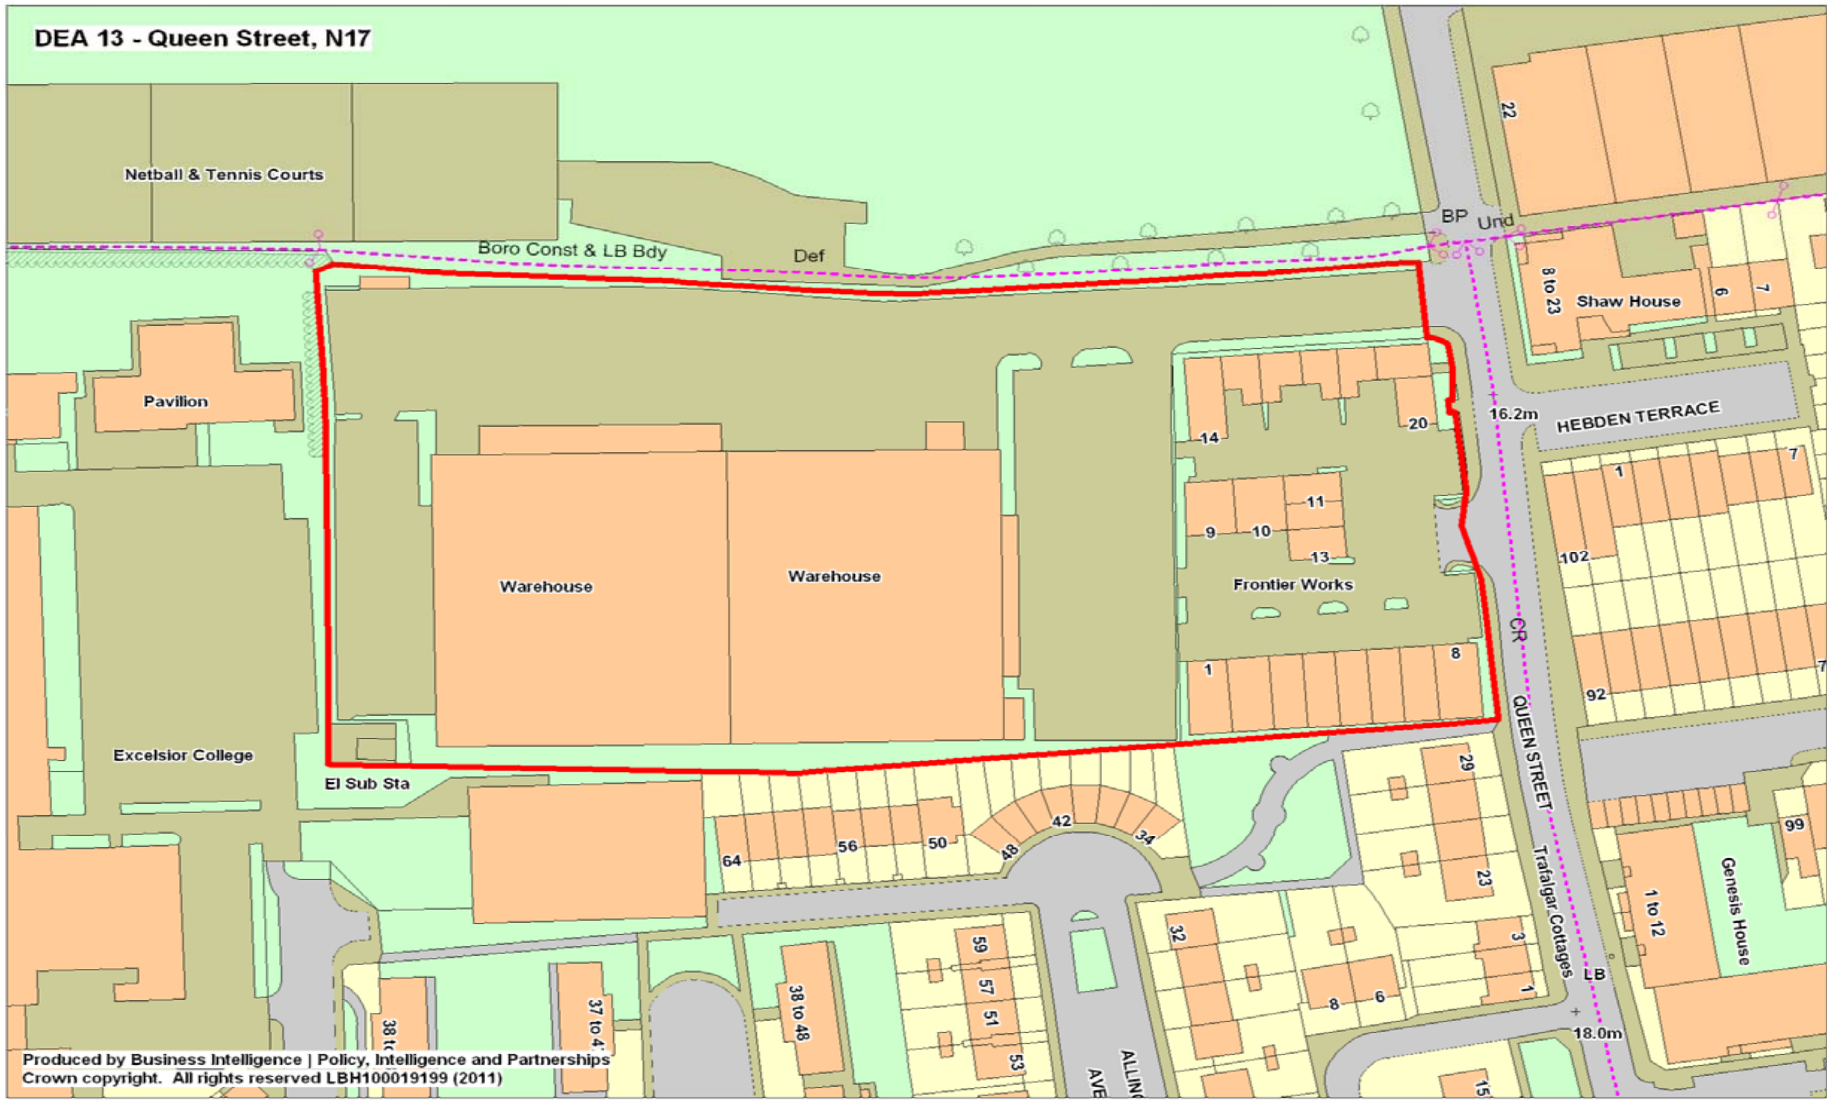 DEA 13 - Queen Street, N17
22
Netball & Tennis Courts
BP
Und
Boro Const & LB Bdy
Def
8 to 23
Shaw House
6
7
Pavilion
16.2m
HEBDEN TERRACE
14
20
1
7
11
9
10
13
102
Warehouse
Warehouse
Frontier Works
CR
1
8
92
7
QUEEN STREET
Excelsior College
El Sub Sta
29
42
34
99
64
56
50
48
23
Trafalgar Cottages
1 to 12
Genesis House
32
59
3
38 to 48
57
51
53
8
6
1
LB
18.0m
37 to 4
38 to
ALLING
AVE
15
Produced by Business Intelligence | Policy, Intelligence and Partnerships
Crown copyright. All rights reserved LBH100019199 (2011)